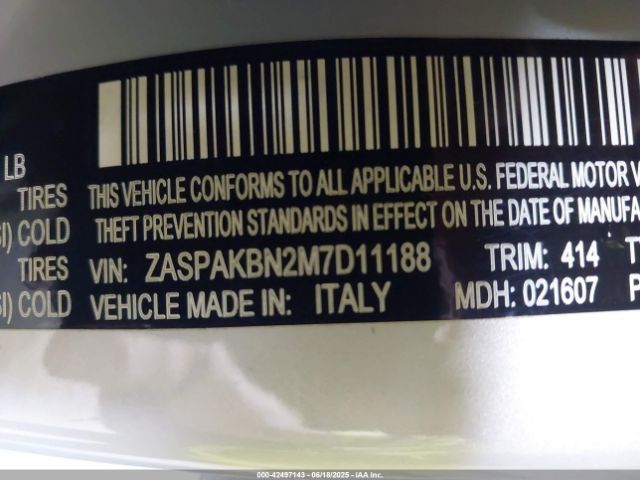 LB
TIRES THIS VEHICLE CONFORMS TO ALL APPLICABLE U.S. FEDERAL MOTOR
SI) COLD THEFT PREVENTION STANDARDS IN EFFECT ON THE DATE OF
TIRES VIN: ZASPAKBN2M7D11188 TRIM: 414
SI) COLD VEHICLE MADE IN: ITALY MDH: 021607
000-42497143 - 06/18/2025 - IAA Inc.